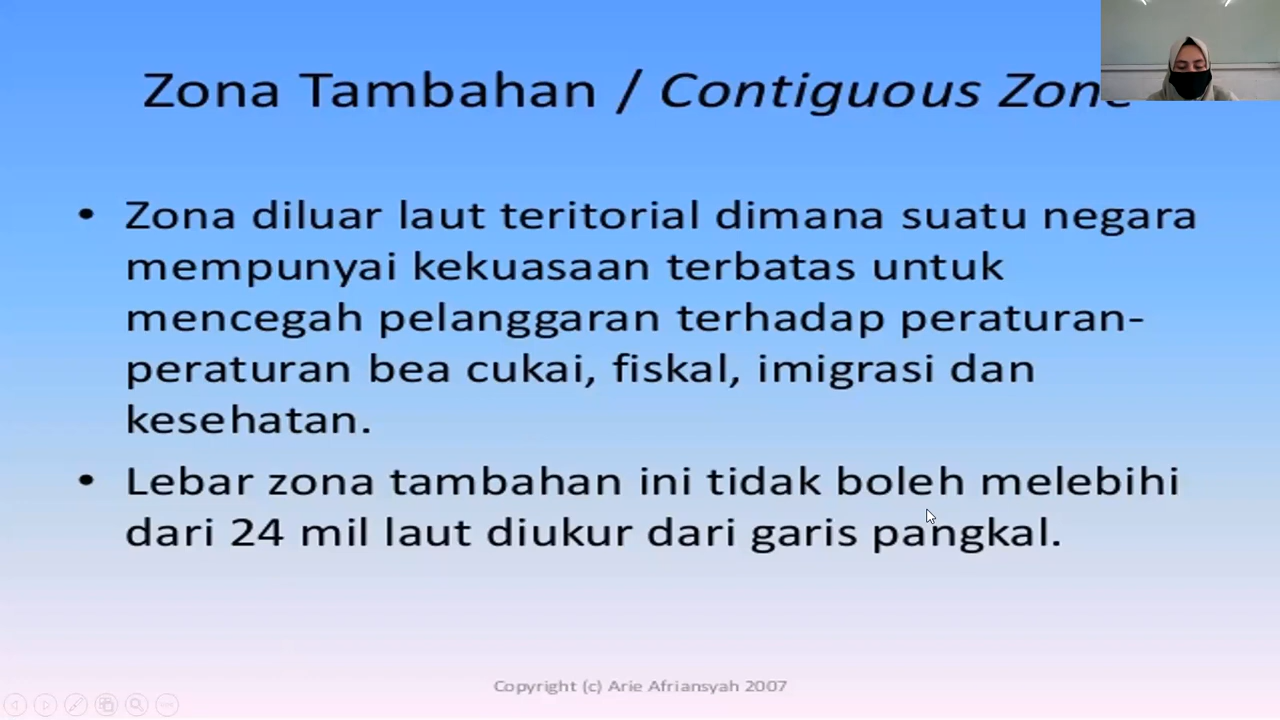 Zona Tambahan / Contiguous Zone
• Zona diluar laut teritorial dimana suatu negara
mempunyai kekuasaan terbatas untuk
mencegah pelanggaran terhadap peraturan-
peraturan bea cukai, fiskal, imigrasi dan
kesehatan.
• Lebar zona tambahan ini tidak boleh melebihi
dari 24 mil laut diukur dari garis pangkal.
Copyright (c) Arie Afriansyah 2007